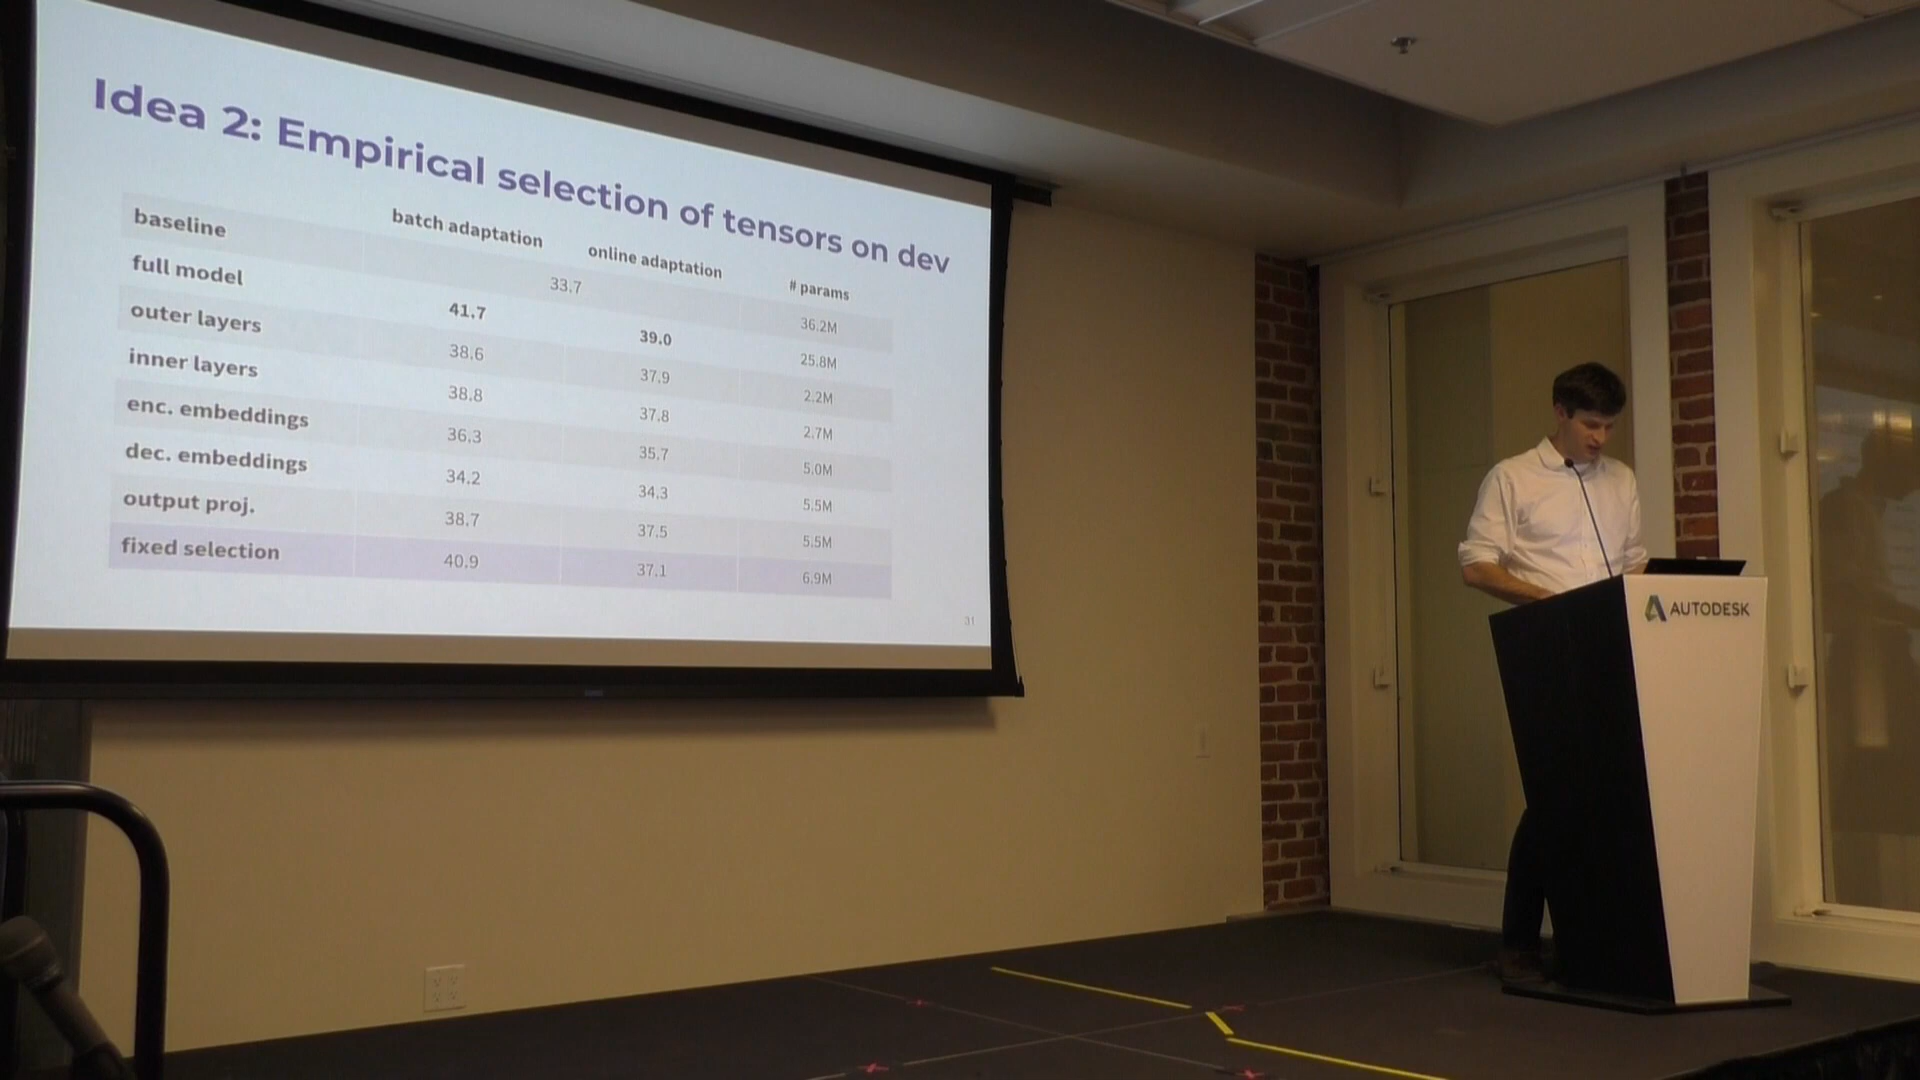 Idea 2: Empirical selection of tensors on dev
batch adaptation online adaptation # params
baseline 33.7 36.2M
full model 41.7 39.0 25.8M
outer layers 38.6 37.9 2.2M
inner layers 38.8 37.8 2.7M
enc. embeddings 36.3 35.7 5.0M
dec. embeddings 34.2 34.3 5.5M
output proj. 38.7 37.5 5.5M
fixed selection 40.9 37.1 6.9M
31
AUTODESK